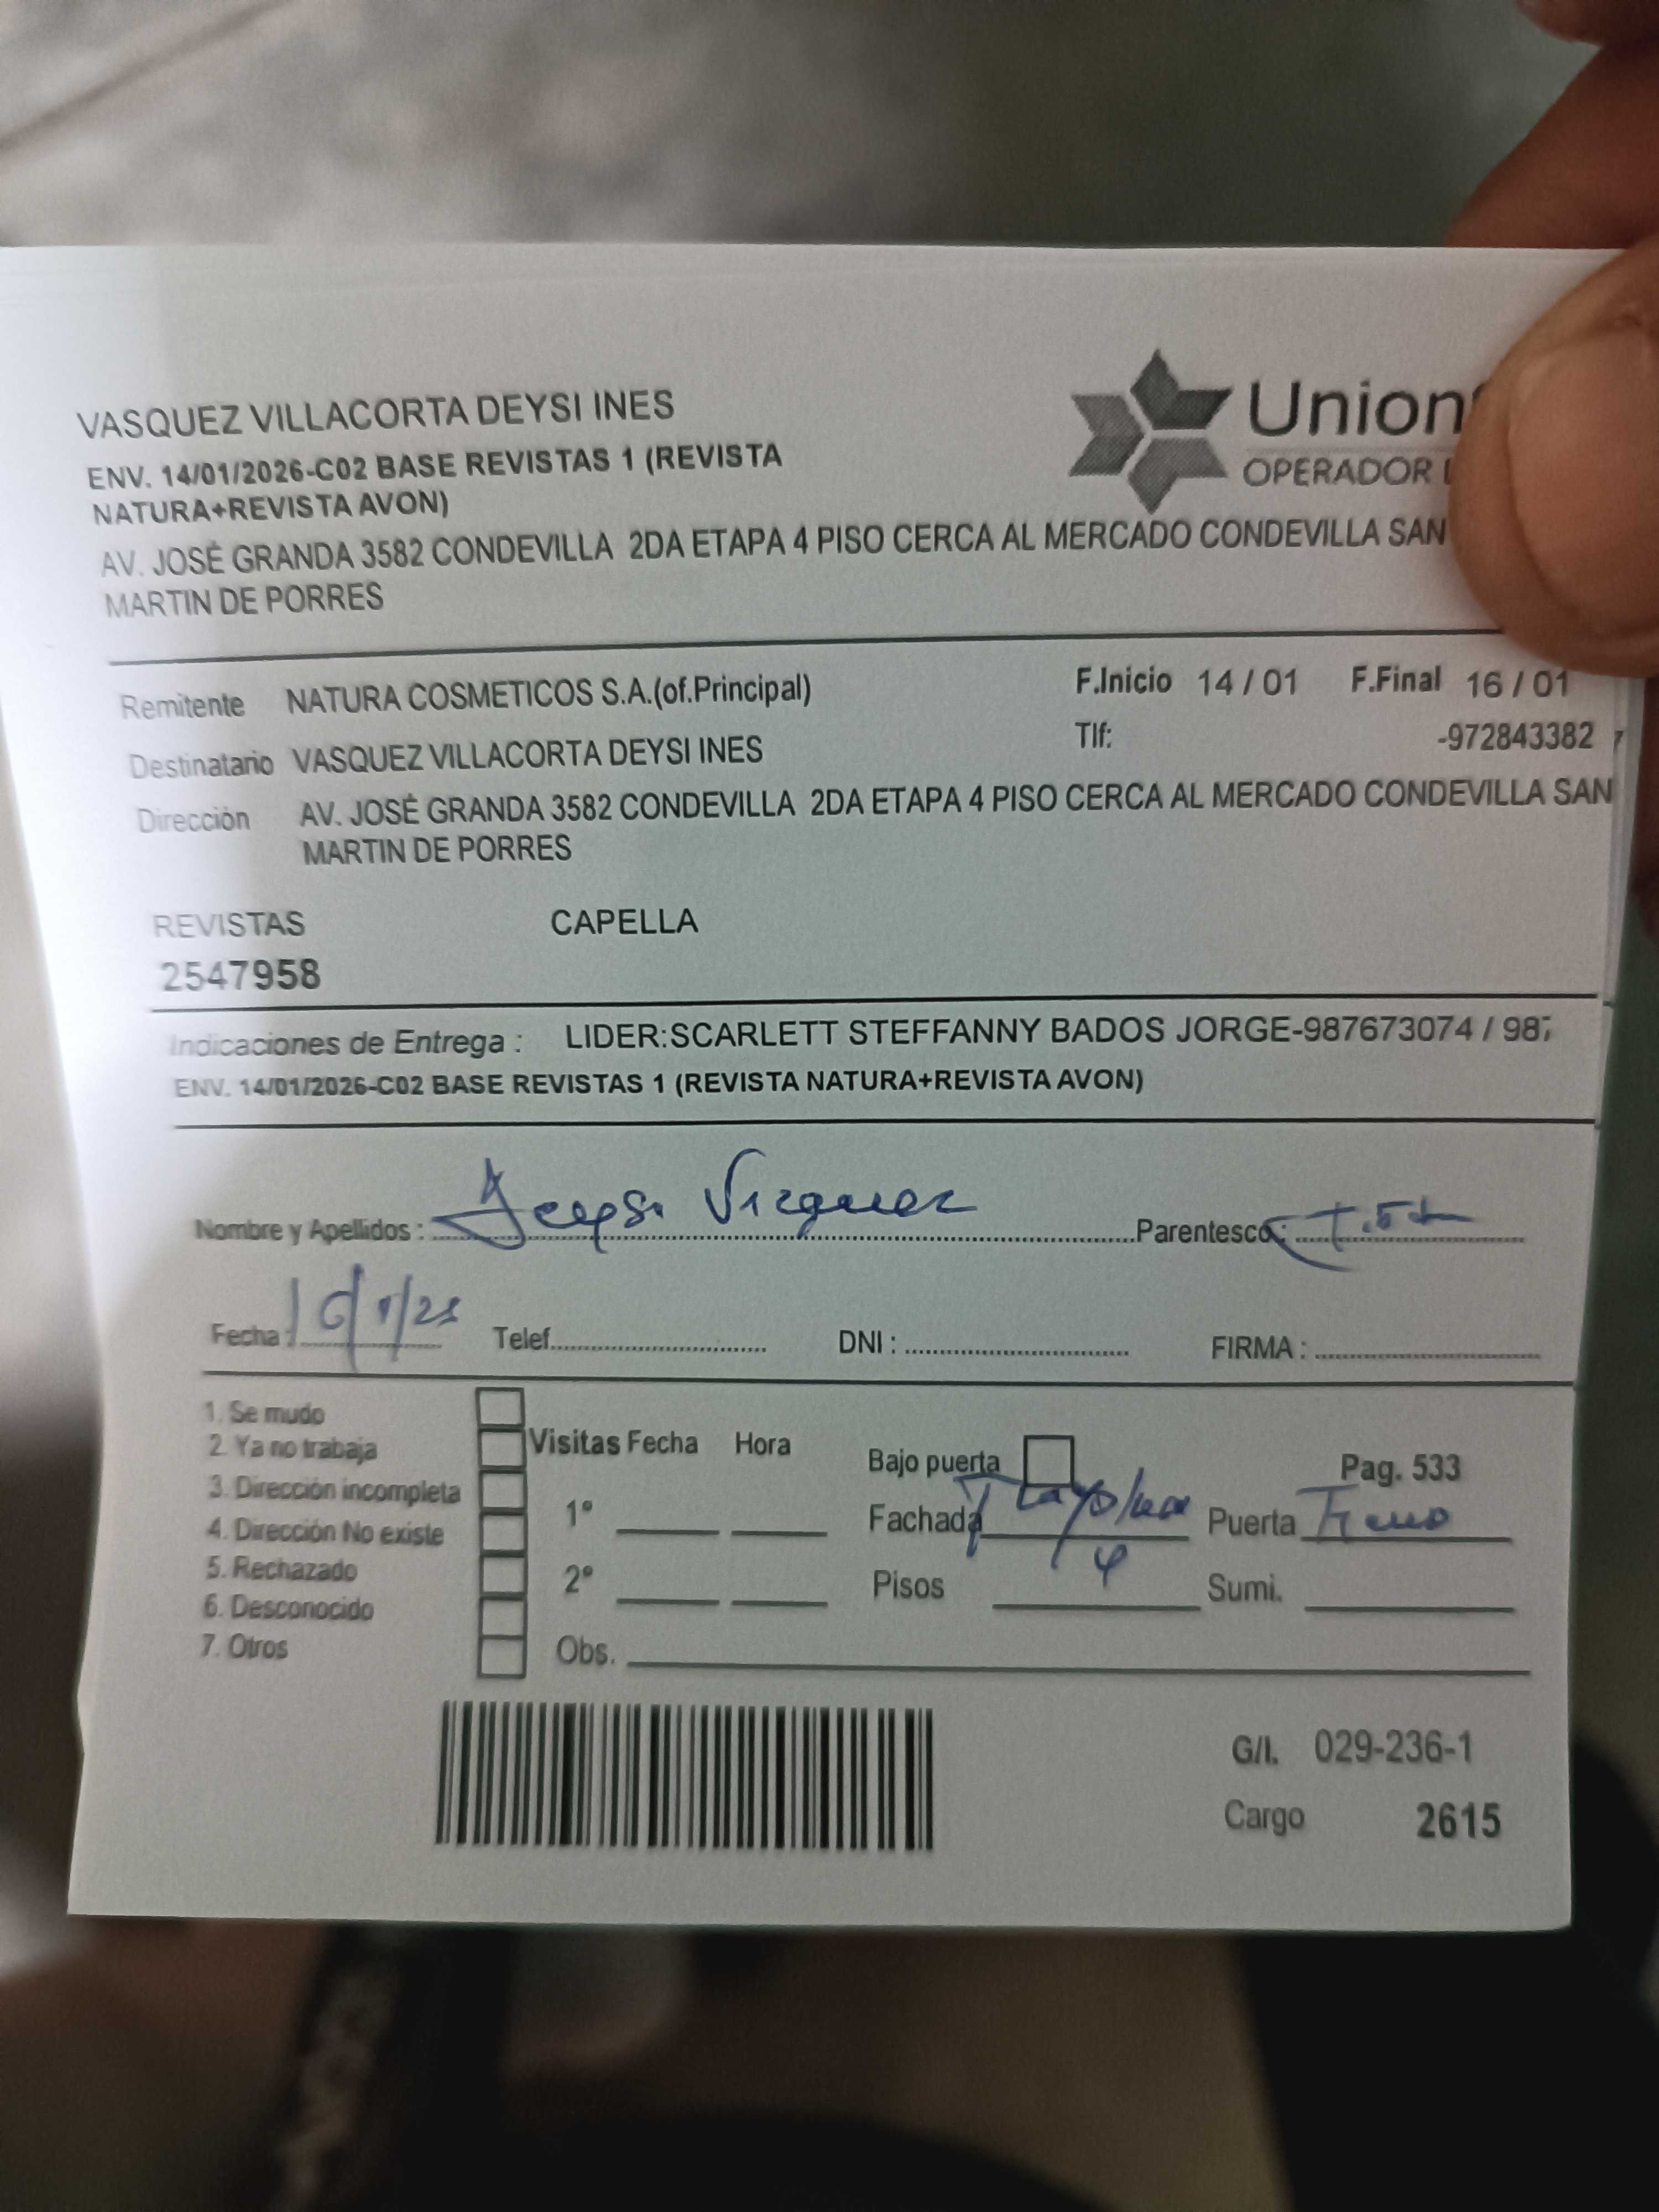 VASQUEZ VILLACORTA DEYSI INES
ENV. 14/01/2026-C02 BASE REVISTAS 1 (REVISTA
NATURA+REVISTA AVON)
AV. JOSÉ GRANDA 3582 CONDEVILLA 2DA ETAPA 4 PISO CERCA AL MERCADO CONDEVILLA SAN
MARTIN DE PORRES
Union
OPERADOR
Remitente NATURA COSMETICOS S.A.(of.Principal) F.Inicio 14 / 01 F.Final 16 / 01
Destinatario VASQUEZ VILLACORTA DEYSI INES Tlf: -972843382
Dirección AV. JOSÉ GRANDA 3582 CONDEVILLA 2DA ETAPA 4 PISO CERCA AL MERCADO CONDEVILLA SAN
MARTIN DE PORRES
REVISTAS CAPELLA
2547958
Indicaciones de Entrega : LIDER:SCARLETT STEFFANNY BADOS JORGE-987673074 / 987
ENV. 14/01/2026-C02 BASE REVISTAS 1 (REVISTA NATURA+REVISTA AVON)
Nombre y Apellidos : Parentesco :
Fecha : Telef. DNI : FIRMA :
1. Se mudo
2. Ya no trabaja
3. Dirección incompleta
4. Dirección No existe
5. Rechazado
6. Desconocido
7. Otros
Visitas Fecha Hora
1º
2º
Obs.
Bajo puerta Pag. 533
Fachada Puerta
Pisos 4 Sumi.
G/I. 029-236-1
Cargo 2615